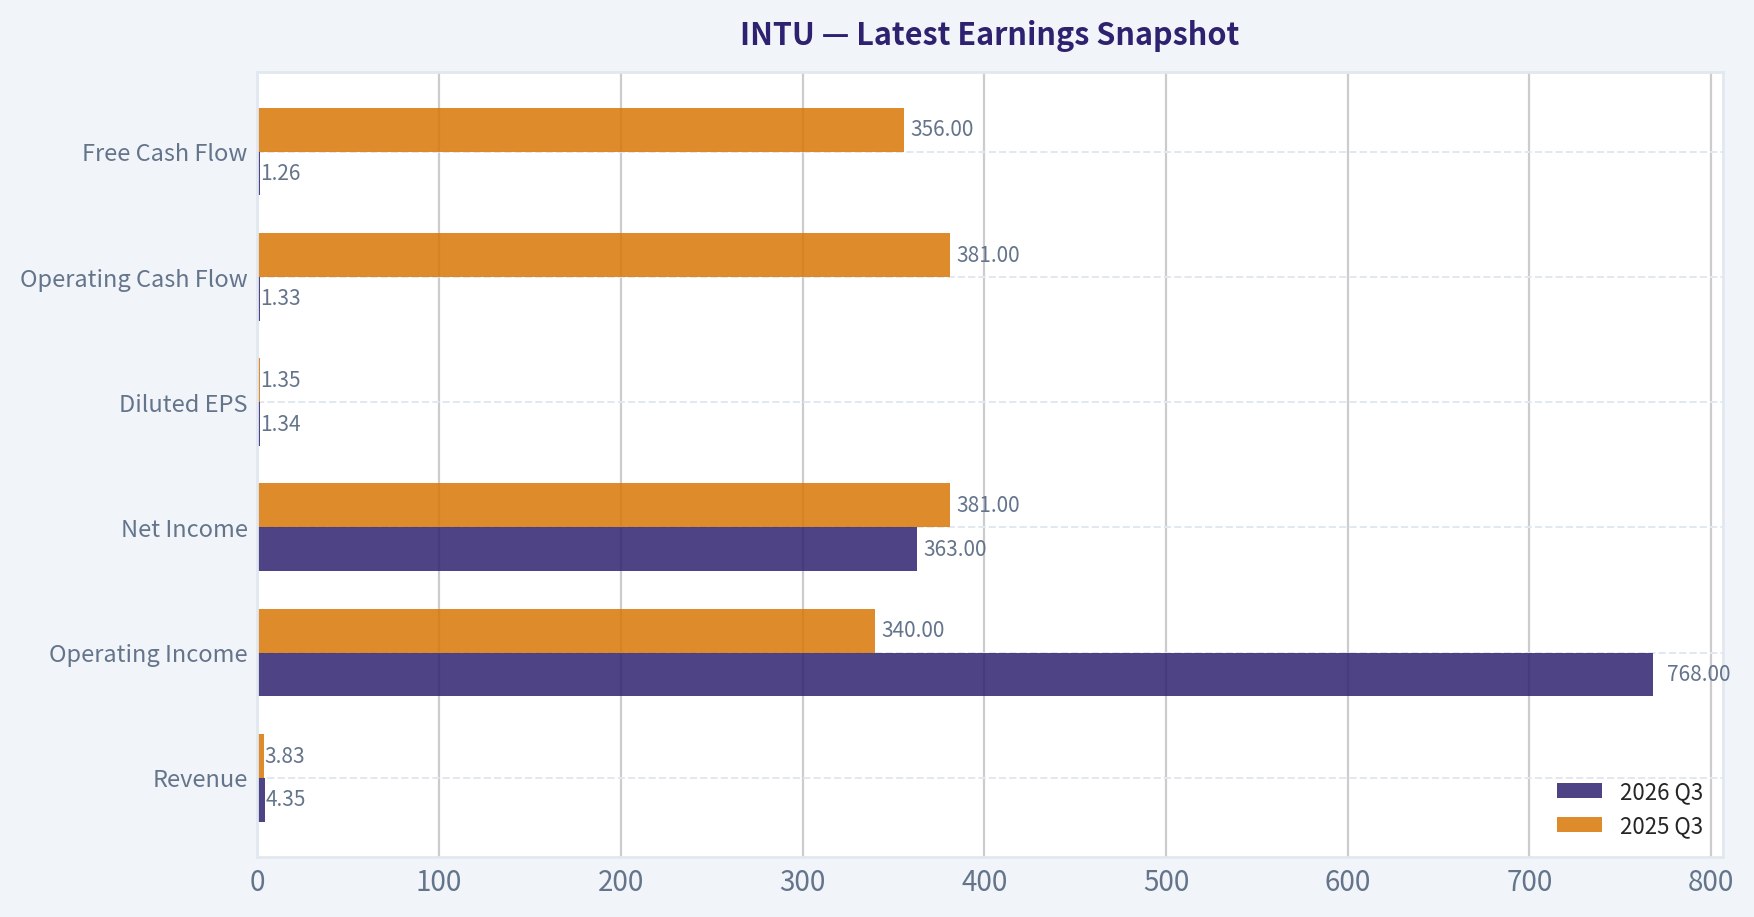 INTU — Latest Earnings Snapshot
Free Cash Flow
356.00
1.26
Operating Cash Flow
381.00
1.33
Diluted EPS
1.35
1.34
Net Income
381.00
363.00
Operating Income
340.00
768.00
Revenue
3.83
4.35
2026 Q3
2025 Q3
0 100 200 300 400 500 600 700 800